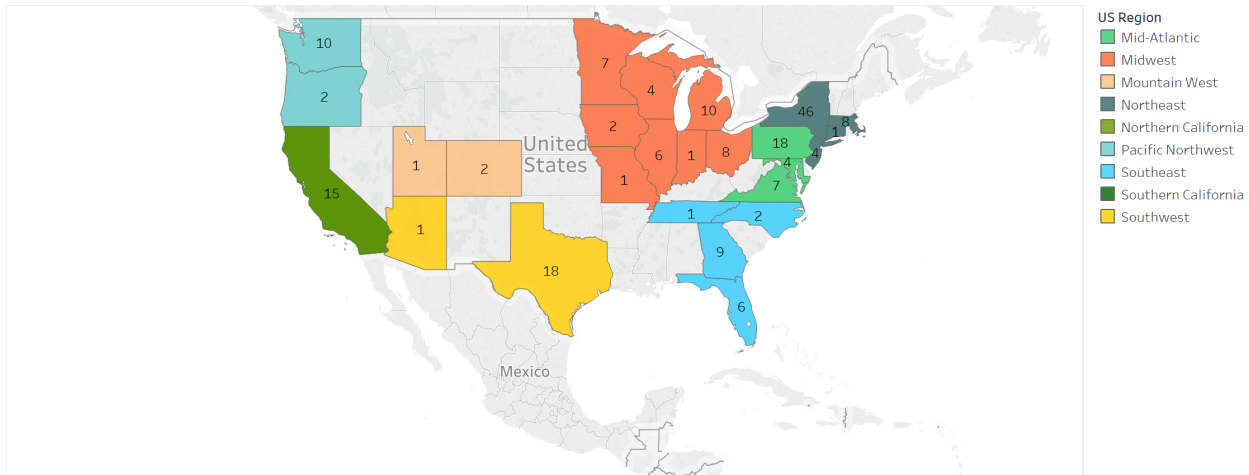 US Region
Mid-Atlantic
Midwest
Mountain West
Northeast
Northern California
Pacific Northwest
Southeast
Southern California
Southwest
10
7
4
2
10
46
8
2
1
18
United
States
6
1
8
4
4
1
2
1
7
15
1
2
1
9
18
6
Mexico